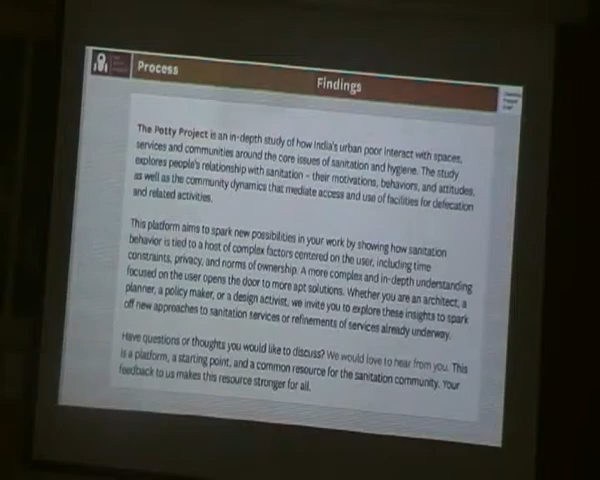 Process
Findings
The Potty Project is an in-depth study of how India's urban poor interact with spaces,
services and communities around the core issues of sanitation and hygiene. The study
explores people's relationship with sanitation - their motivations, behaviors, and attitudes,
as well as the community dynamics that mediate access and use of facilities for defecation
and related activities.
This platform aims to spark new possibilities in your work by showing how sanitation
behavior is tied to a host of complex factors centered on the user, including time
constraints, privacy, and norms of ownership. A more complex and in-depth understanding
focused on the user opens the door to more apt solutions. Whether you are an architect, a
planner, a policy maker, or a design activist, we invite you to explore these insights to spark
off new approaches to sanitation services or refinements of services already underway.
Have questions or thoughts you would like to discuss? We would love to hear from you. This
is a platform, a starting point, and a common resource for the sanitation community. Your
feedback to us makes this resource stronger for all.